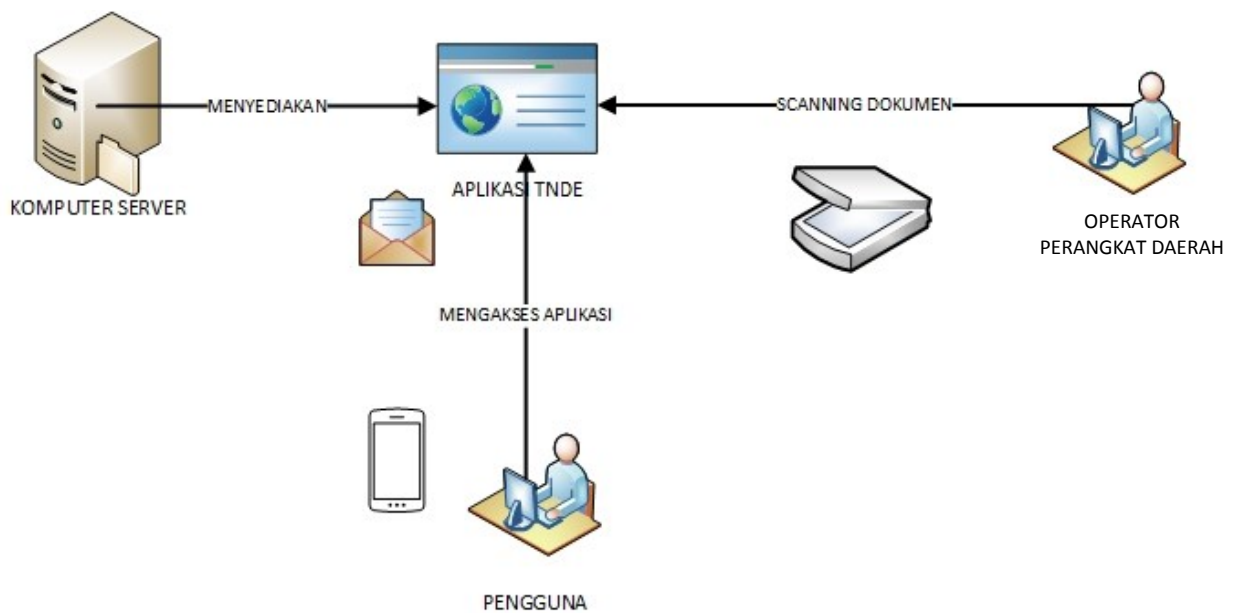 MENYEDIAKAN
SCANNING DOKUMEN
APLIKASI TNDE
KOMPUTER SERVER
OPERATOR
PERANGKAT DAERAH
MENGAKSES APLIKASI
PENGGUNA